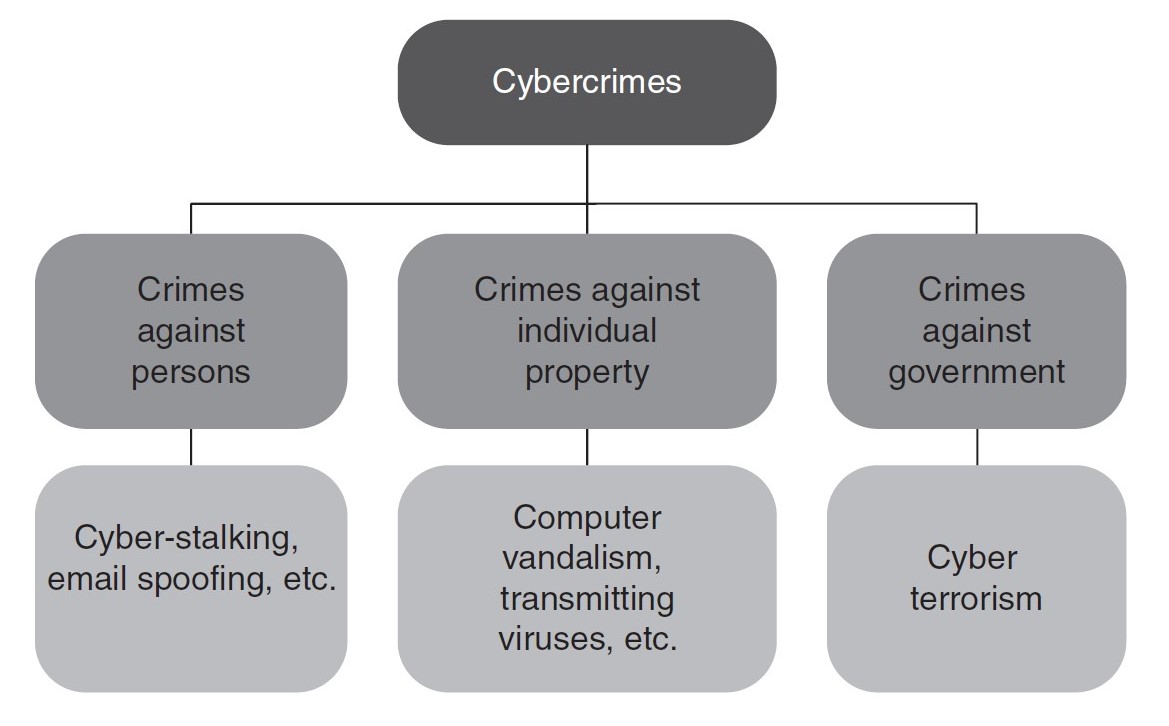 Cybercrimes
Crimes
against
persons
Crimes against
individual
property
Crimes
against
government
Cyber-stalking,
email spoofing, etc.
Computer
vandalism,
transmitting
viruses, etc.
Cyber
terrorism